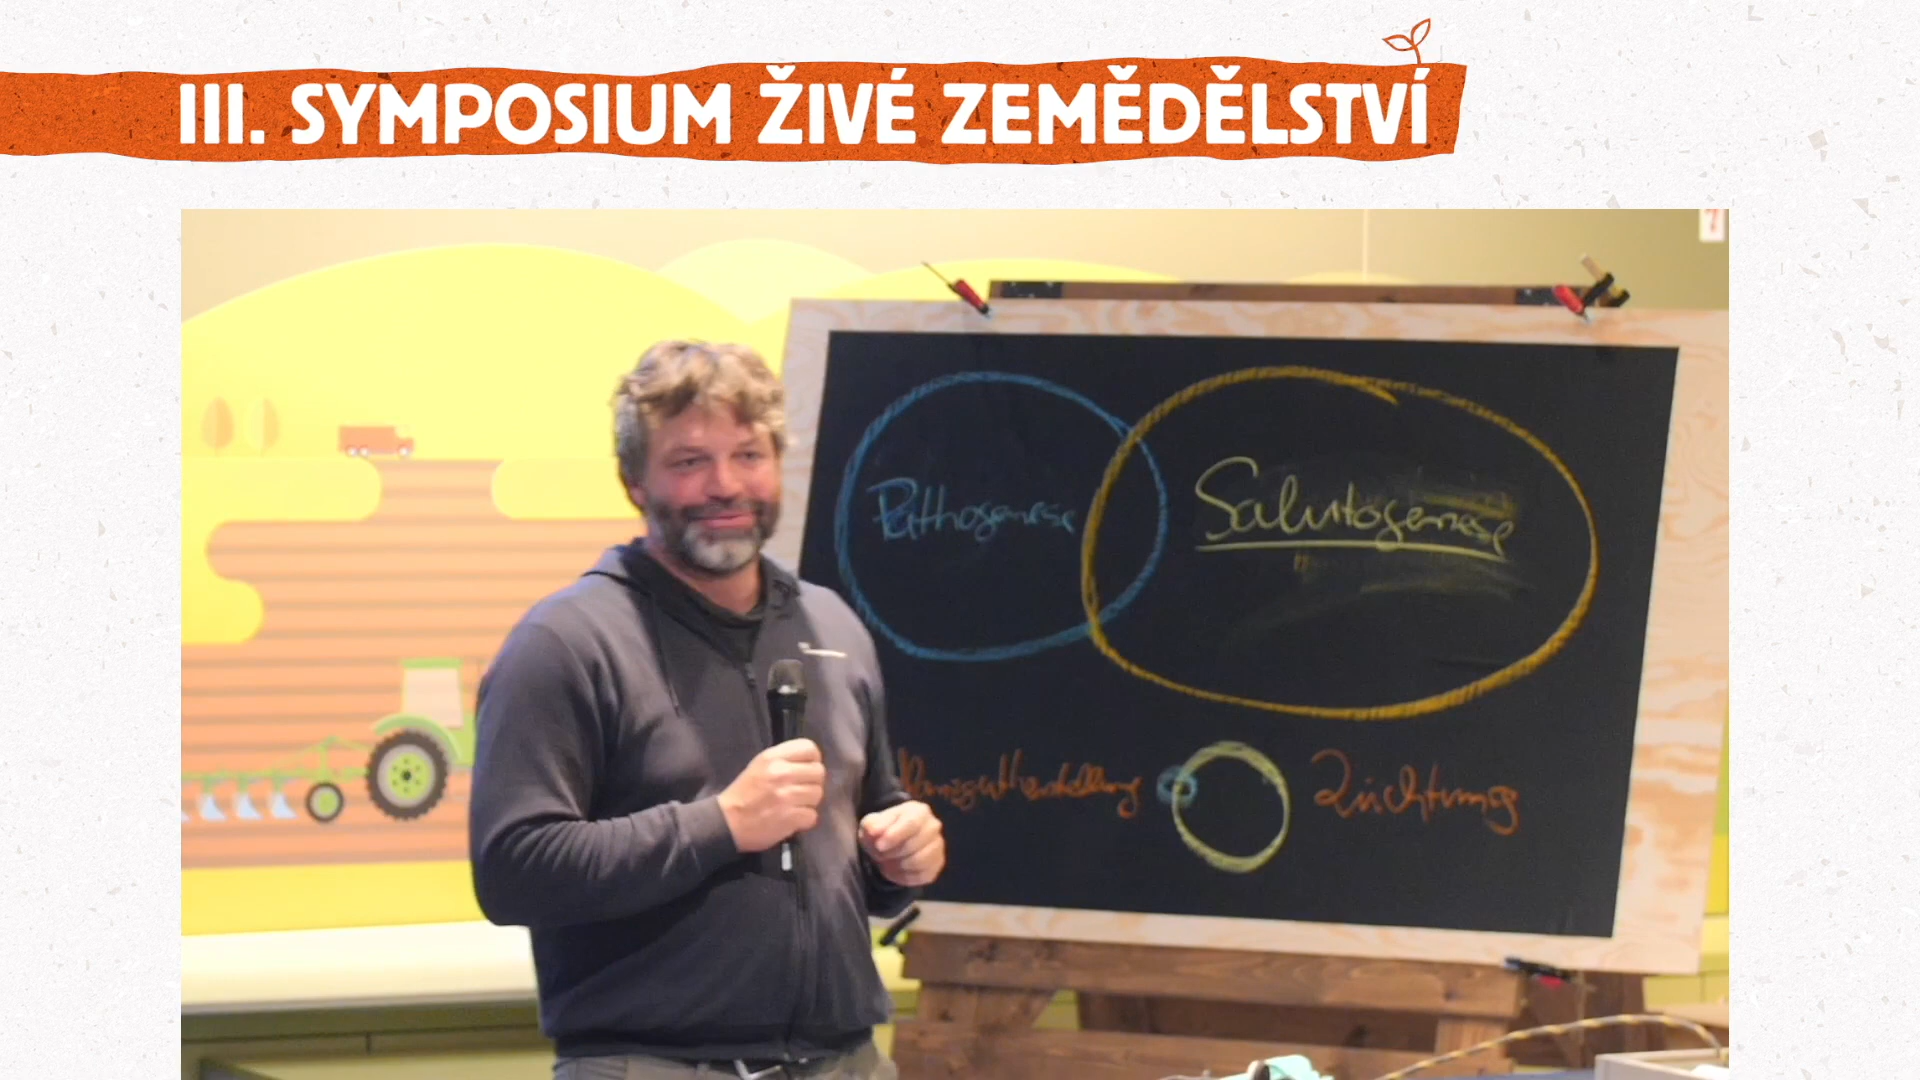 III. SYMPOSIUM ŽIVÉ ZEMĚDĚLSTVÍ
Pathogenese
Salutogenese
Züchtung